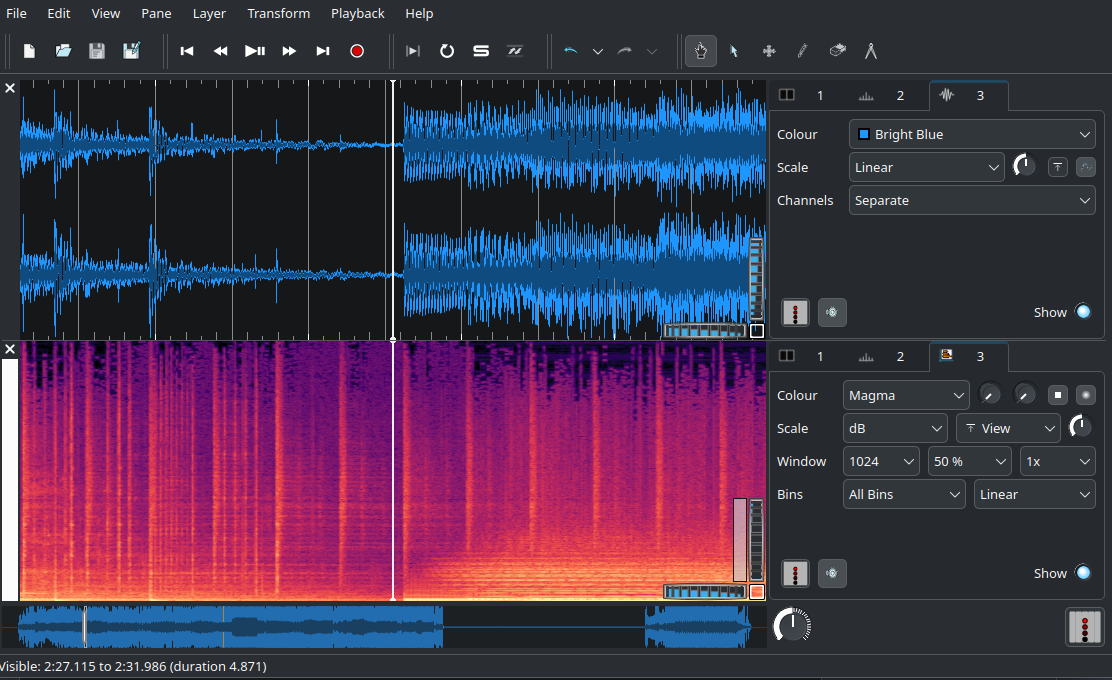 File Edit View Pane Layer Transform Playback Help
1 2 3
Colour Bright Blue
Scale Linear
Channels Separate
Show
1 2 3
Colour Magma
Scale dB View
Window 1024 50 % 1x
Bins All Bins Linear
Show
Visible: 2:27.115 to 2:31.986 (duration 4.871)